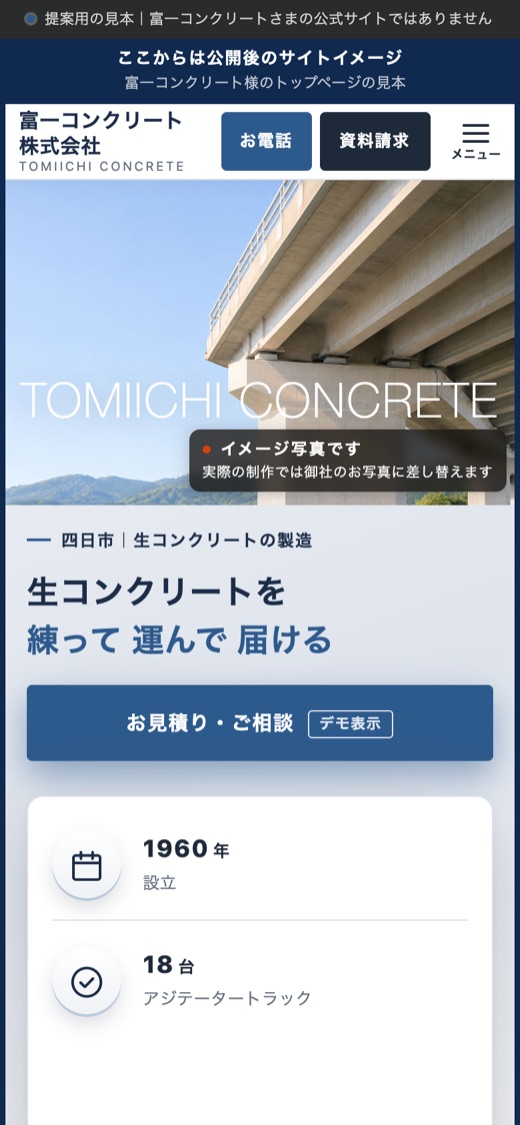 提案用の見本｜富一コンクリートさまの公式サイトではありません
ここからは公開後のサイトイメージ
富一コンクリート様のトップページの見本
富一コンクリート
株式会社
TOMIICHI CONCRETE
お電話
資料請求
メニュー
TOMIICHI CONCRETE
イメージ写真です
実際の制作では御社のお写真に差し替えます
四日市｜生コンクリートの製造
生コンクリートを
練って 運んで 届ける
お見積り・ご相談 デモ表示
1960 年
設立
18 台
アジテータートラック